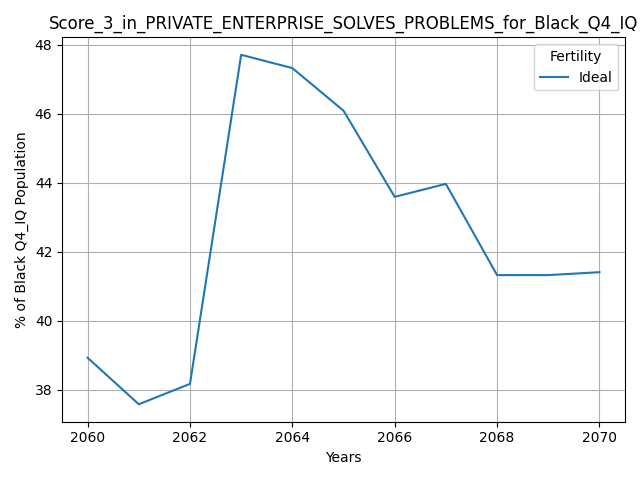 Score_3_in_PRIVATE_ENTERPRISE_SOLVES_PROBLEMS_for_Black_Q4_IQ
48
46
44
42
40
38
% of Black Q4_IQ Population
Fertility
Ideal
2060 2062 2064 2066 2068 2070
Years